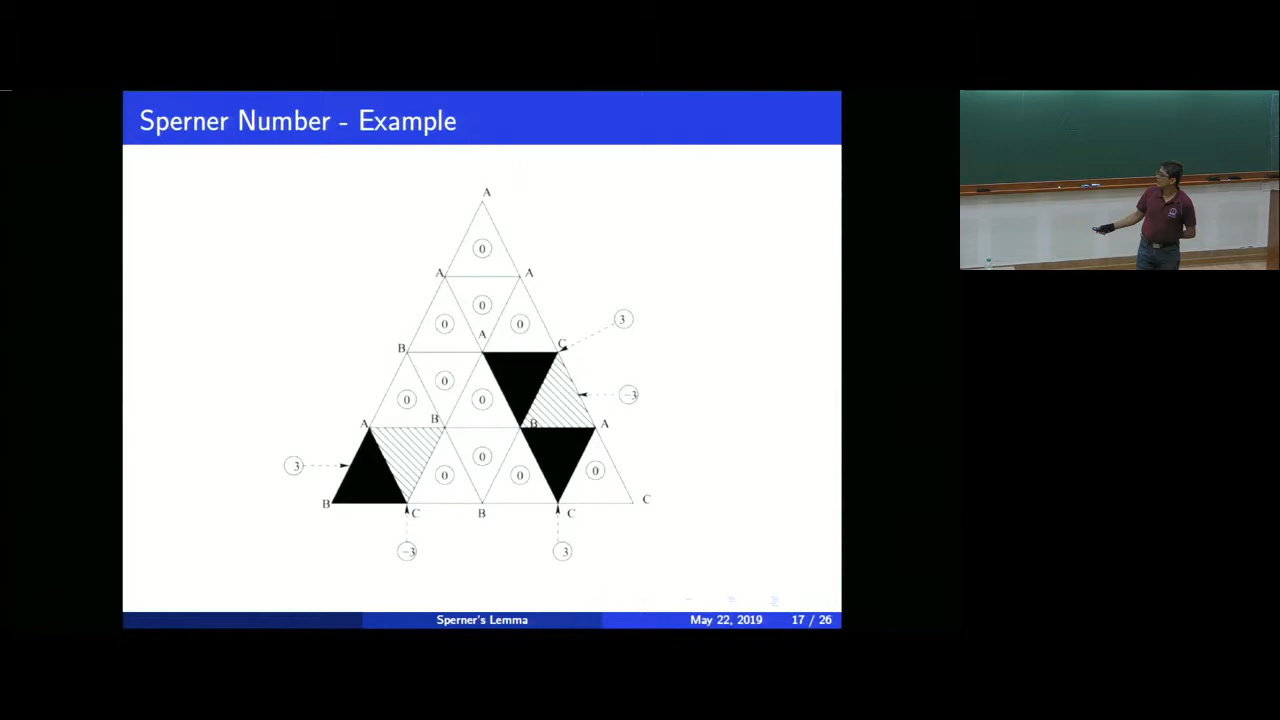 Sperner Number - Example
A
0
A A
0
0 0
3
A C
B
0
0 0 -3
A B B A
3 0 0 0 0
B C B C C
-3 3
Sperner's Lemma May 22, 2019 17 / 26